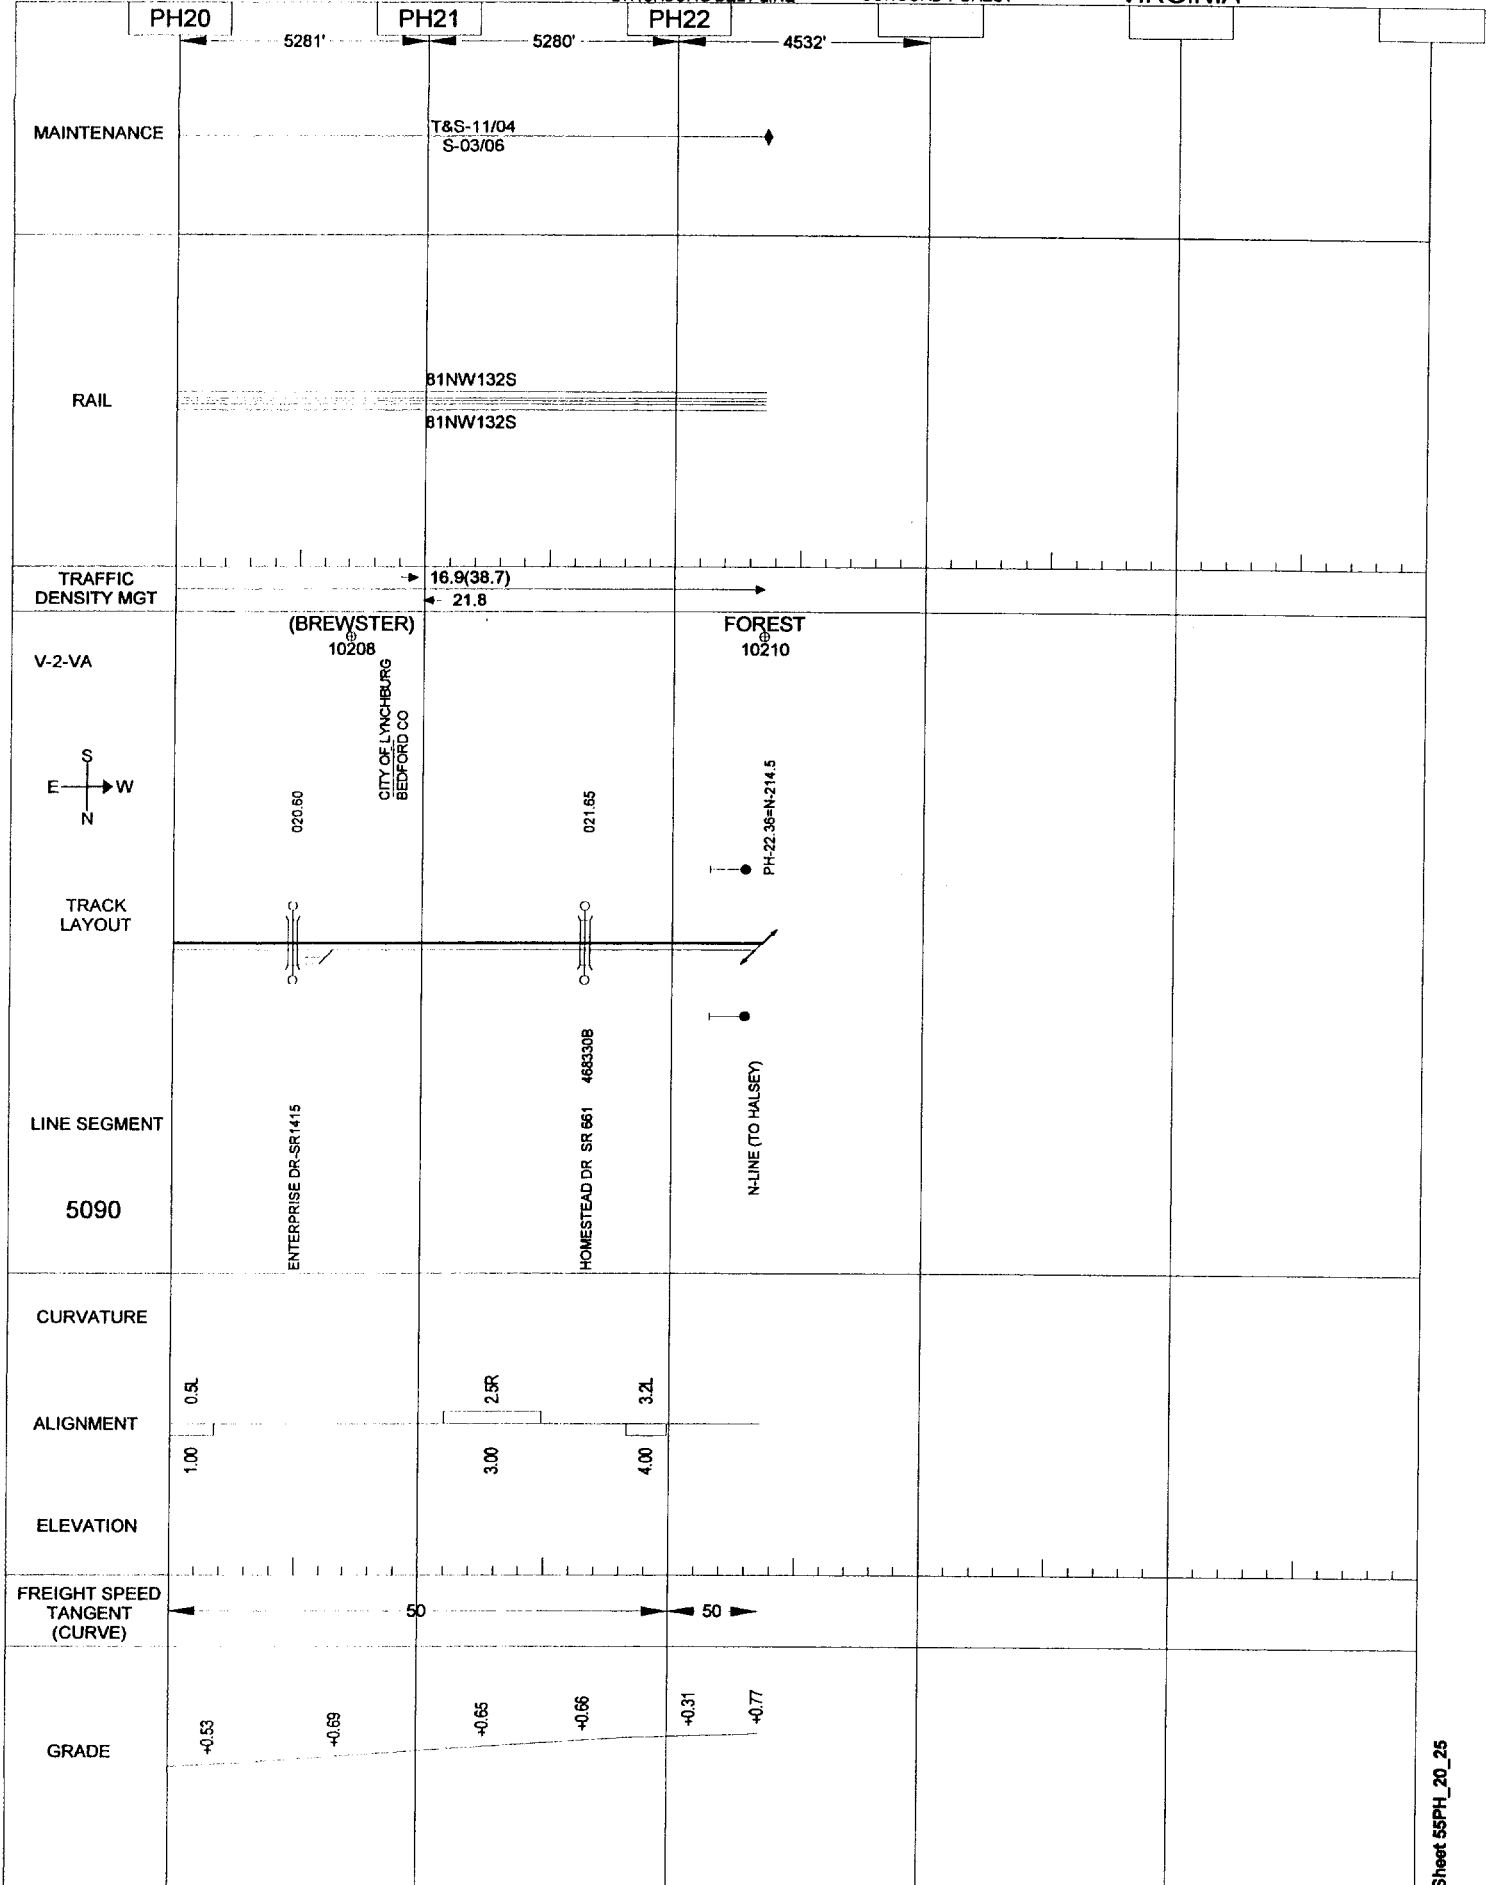 VIRGINIA
PH20
PH21
PH22
5281'
5280'
4532'
MAINTENANCE
T&S-11/04
S-03/06
RAIL
81NW132S
81NW132S
TRAFFIC
DENSITY MGT
16.9(38.7)
21.8
V-2-VA
(BREWSTER)
10208
FOREST
10210
CITY OF LYNCHBURG
BEDFORD CO
S
E
W
N
020.60
021.65
PH-22.36=N-214.5
TRACK
LAYOUT
LINE SEGMENT
5090
ENTERPRISE DR-SR1415
HOMESTEAD DR SR 661 468330B
N-LINE (TO HALSEY)
CURVATURE
0.5L
2.5R
3.2L
ALIGNMENT
1.00
3.00
4.00
ELEVATION
FREIGHT SPEED
TANGENT
(CURVE)
50
50
GRADE
+0.53
+0.69
+0.65
+0.66
+0.31
+0.77
Sheet 55PH_20_25